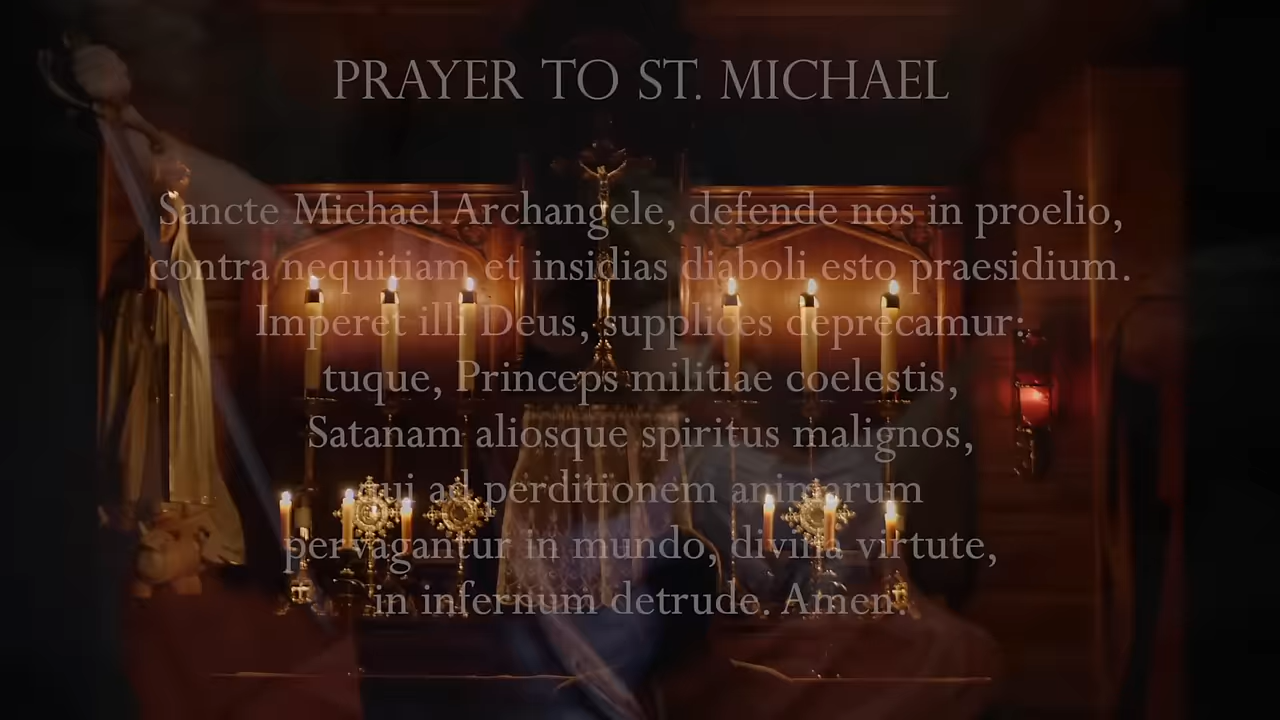 PRAYER TO ST. MICHAEL
Sancte Michael Archangele, defende nos in proelio,
contra nequitiam et insidias diaboli esto praesidium.
Imperet illi Deus, supplices deprecamur:
tuque, Princeps militiae coelestis,
Satanam aliosque spiritus malignos,
qui ad perditionem animarum
pervagantur in mundo, divina virtute,
in infernum detrude. Amen.